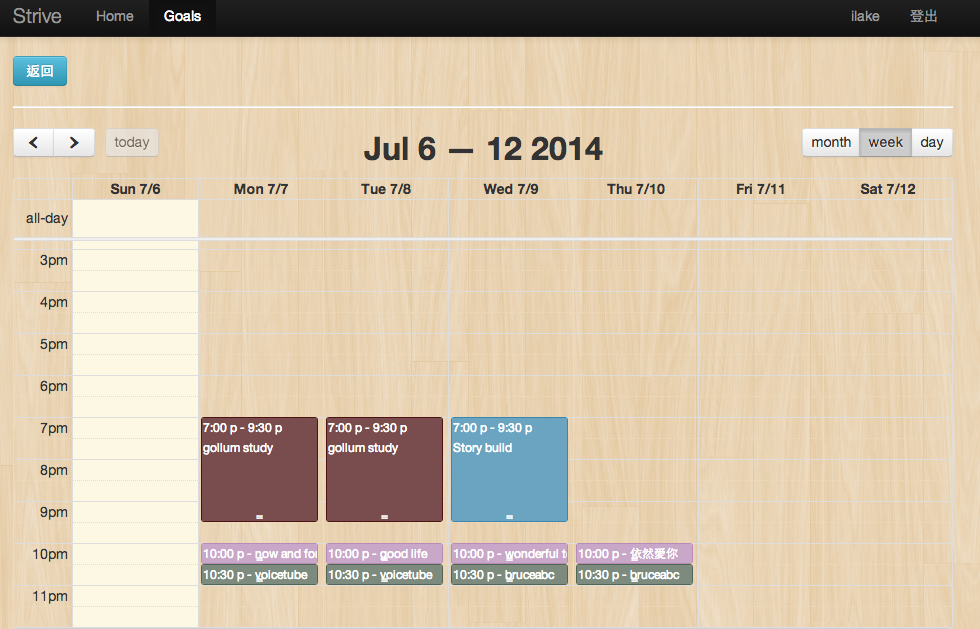 Strive Home Goals ilake 登出
返回
today Jul 6 — 12 2014 month week day
Sun 7/6 Mon 7/7 Tue 7/8 Wed 7/9 Thu 7/10 Fri 7/11 Sat 7/12
all-day
3pm
4pm
5pm
6pm
7pm 7:00 p - 9:30 p 7:00 p - 9:30 p 7:00 p - 9:30 p
gollum study gollum study Story build
8pm
9pm
10pm 10:00 p - now and for 10:00 p - good life 10:00 p - wonderful t 10:00 p - 依然愛你
10:30 p - voicetube 10:30 p - voicetube 10:30 p - bruceabc 10:30 p - bruceabc
11pm